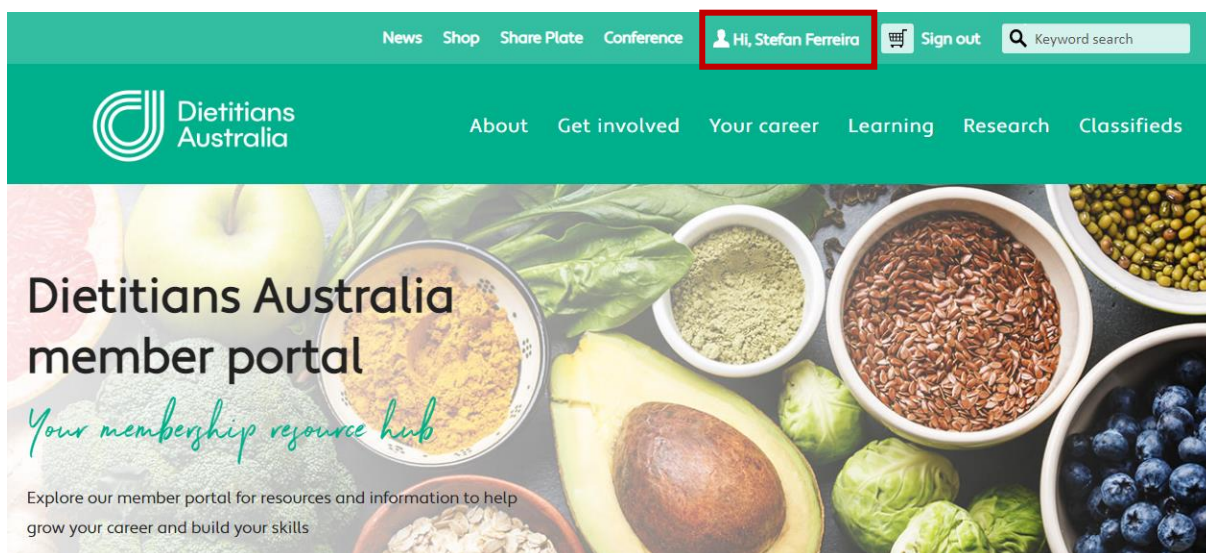 News Shop Share Plate Conference Hi, Stefan Ferreira Sign out Keyword search
Dietitians
Australia
About Get involved Your career Learning Research Classifieds
Dietitians Australia
member portal
Your membership resource hub
Explore our member portal for resources and information to help
grow your career and build your skills